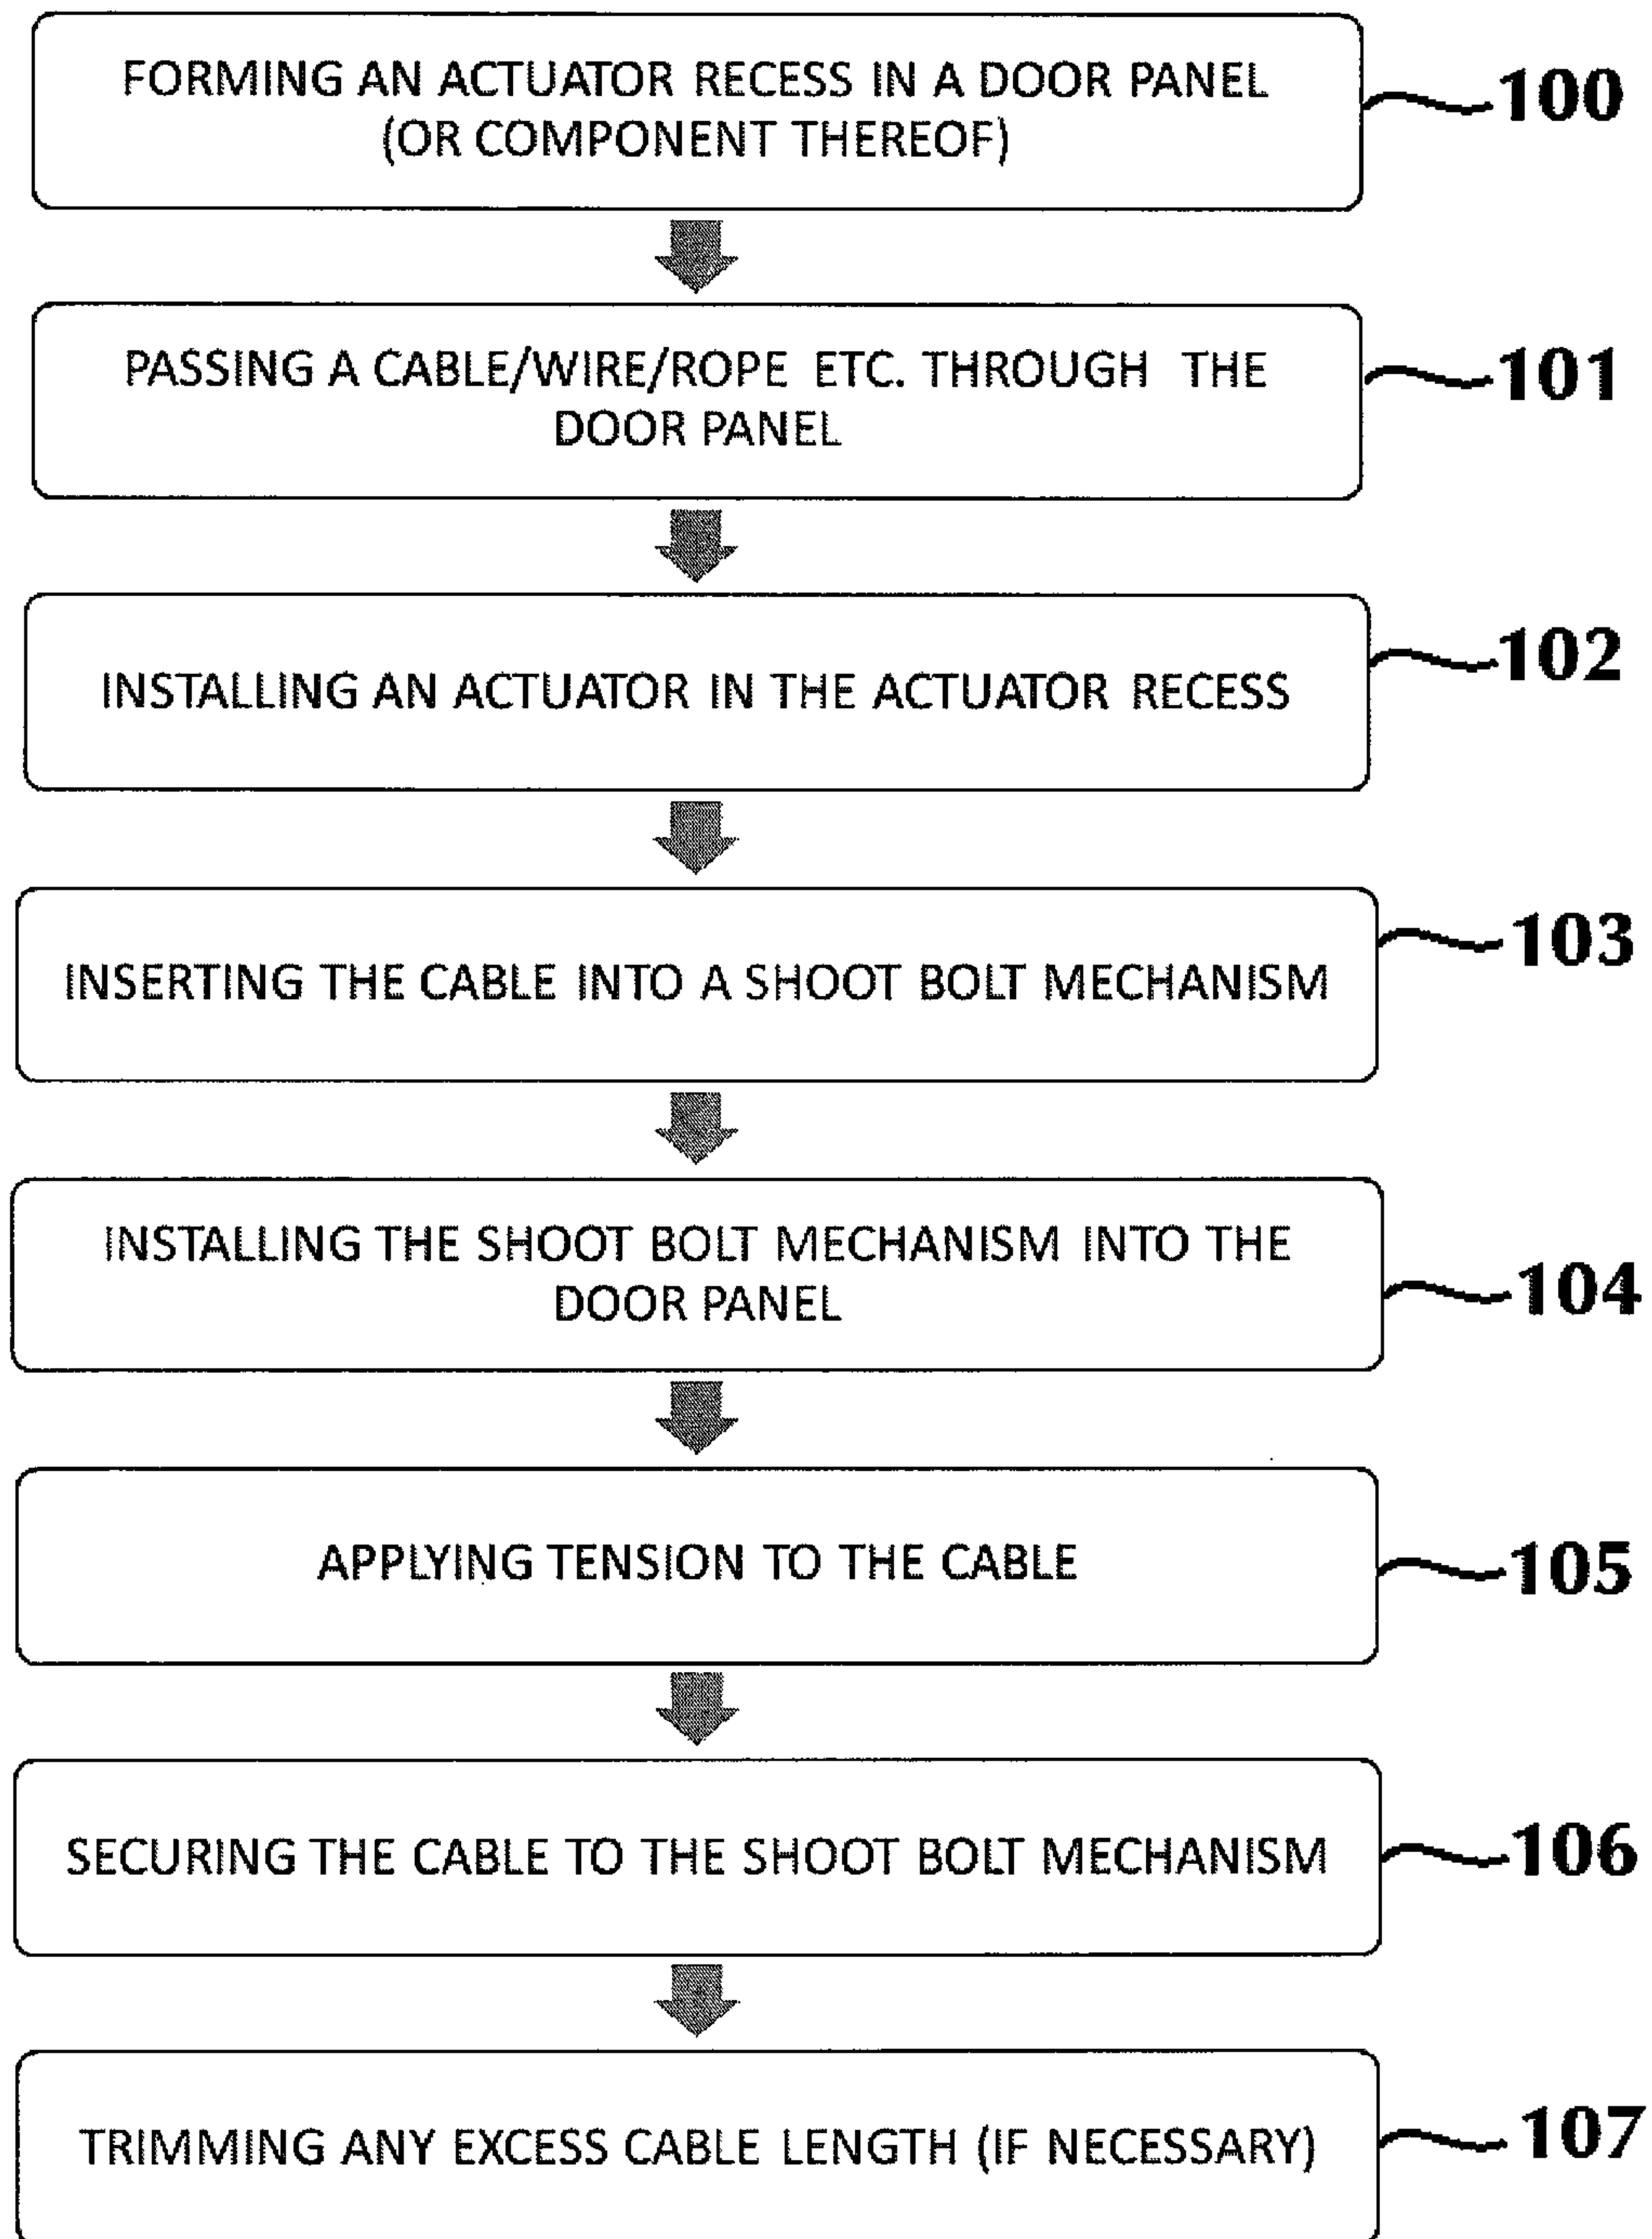 FORMING AN ACTUATOR RECESS IN A DOOR PANEL
(OR COMPONENT THEREOF)
100
PASSING A CABLE/WIRE/ROPE ETC. THROUGH THE
DOOR PANEL
101
INSTALLING AN ACTUATOR IN THE ACTUATOR RECESS
102
INSERTING THE CABLE INTO A SHOOT BOLT MECHANISM
103
INSTALLING THE SHOOT BOLT MECHANISM INTO THE
DOOR PANEL
104
APPLYING TENSION TO THE CABLE
105
SECURING THE CABLE TO THE SHOOT BOLT MECHANISM
106
TRIMMING ANY EXCESS CABLE LENGTH (IF NECESSARY)
107